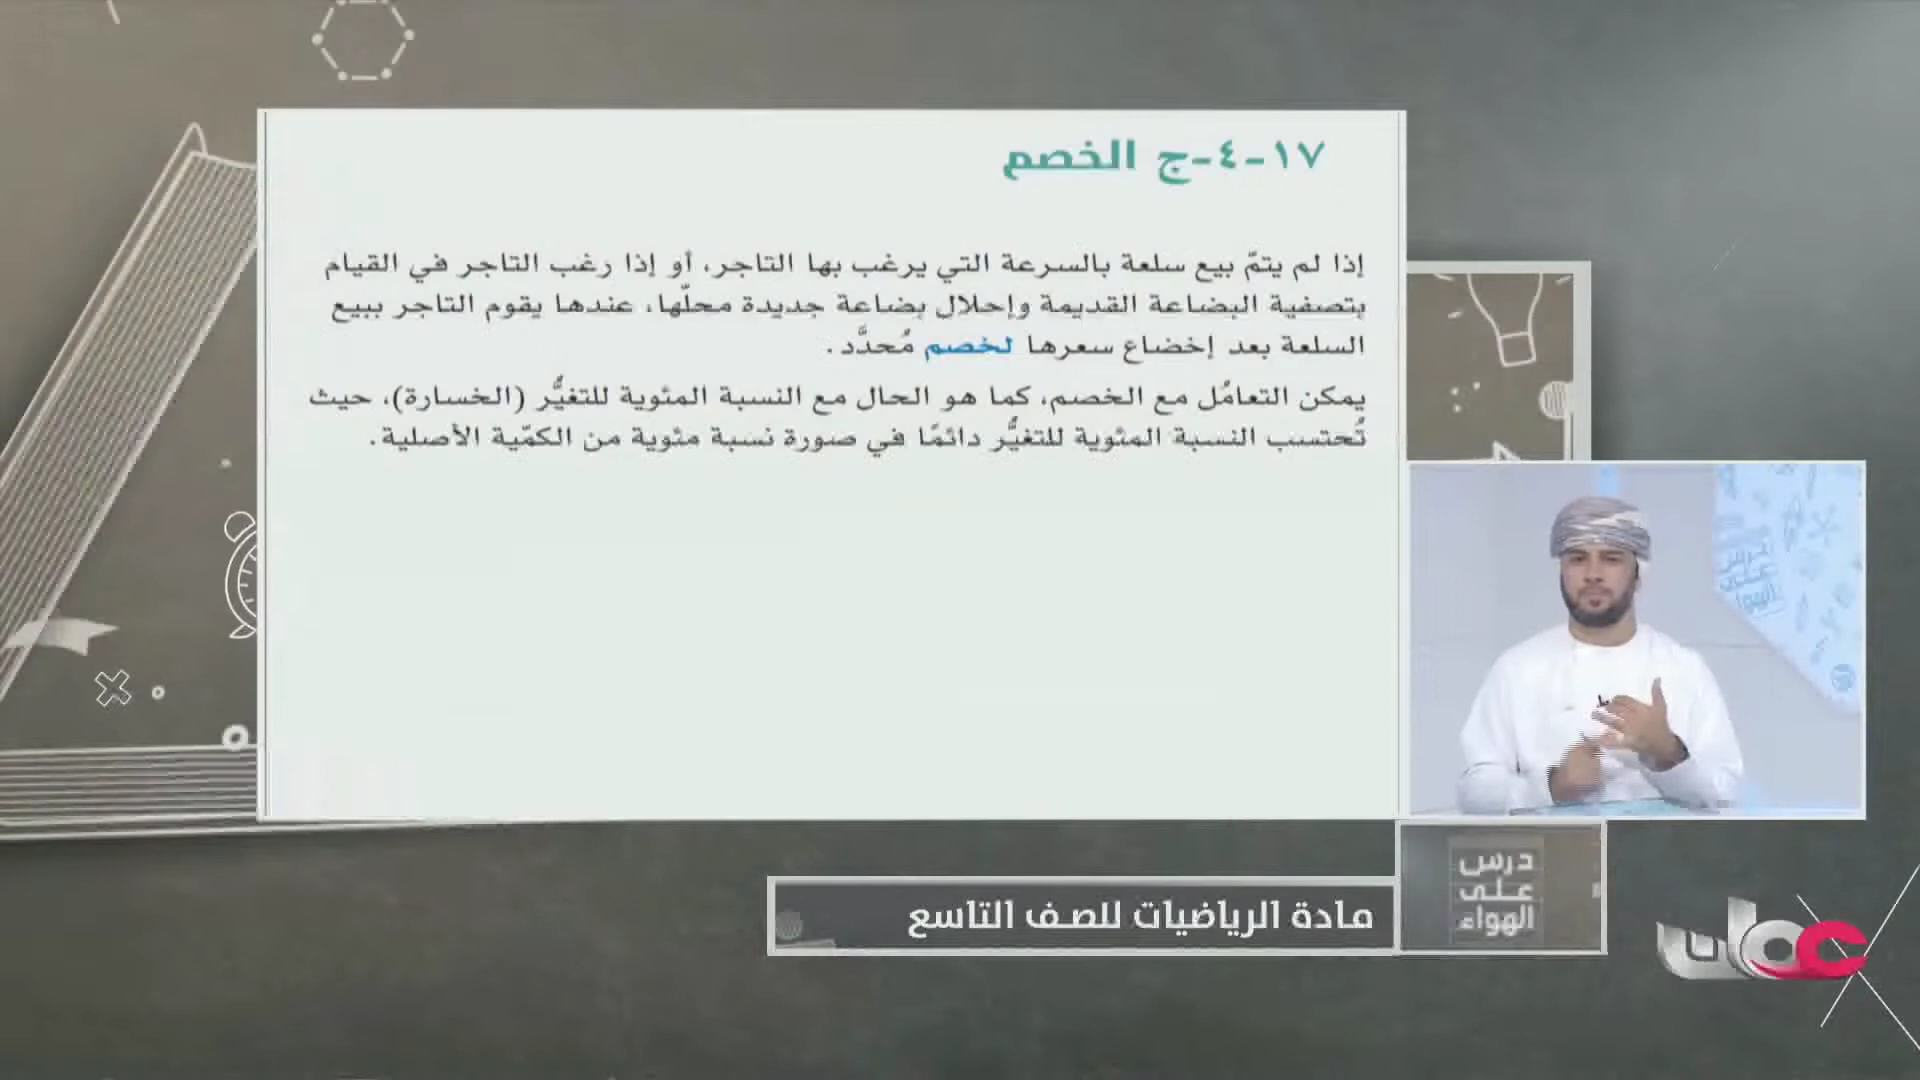 ١٧-٤-ج الخصم
إذا لم يتمّ بيع سلعة بالسرعة التي يرغب بها التاجر، أو إذا رغب التاجر في القيام
بتصفية البضاعة القديمة وإحلال بضاعة جديدة محلّها، عندها يقوم التاجر ببيع
السلعة بعد إخضاع سعرها لخصم مُحدَّد.
يمكن التعامُل مع الخصم، كما هو الحال مع النسبة المئوية للتغيُّر (الخسارة)، حيث
تُحتسب النسبة المئوية للتغيُّر دائمًا في صورة نسبة مئوية من الكمّية الأصلية.
درس
على
الهواء
درس
على
الهواء
مادة الرياضيات للصف التاسع
عمان